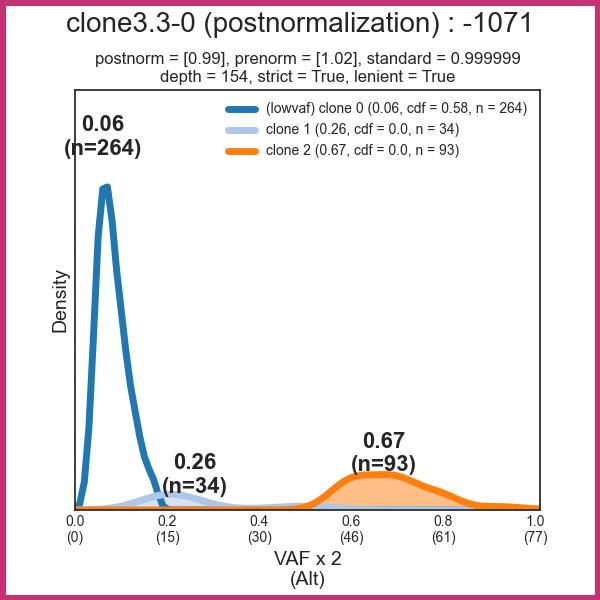 clone3.3-0 (postnormalization) : -1071
postnorm = [0.99], prenorm = [1.02], standard = 0.999999
depth = 154, strict = True, lenient = True
(lowvaf) clone 0 (0.06, cdf = 0.58, n = 264)
clone 1 (0.26, cdf = 0.0, n = 34)
clone 2 (0.67, cdf = 0.0, n = 93)
0.06
(n=264)
0.26
(n=34)
0.67
(n=93)
Density
0.0 0.2 0.4 0.6 0.8 1.0
(0) (15) (30) (46) (61) (77)
VAF x 2
(Alt)